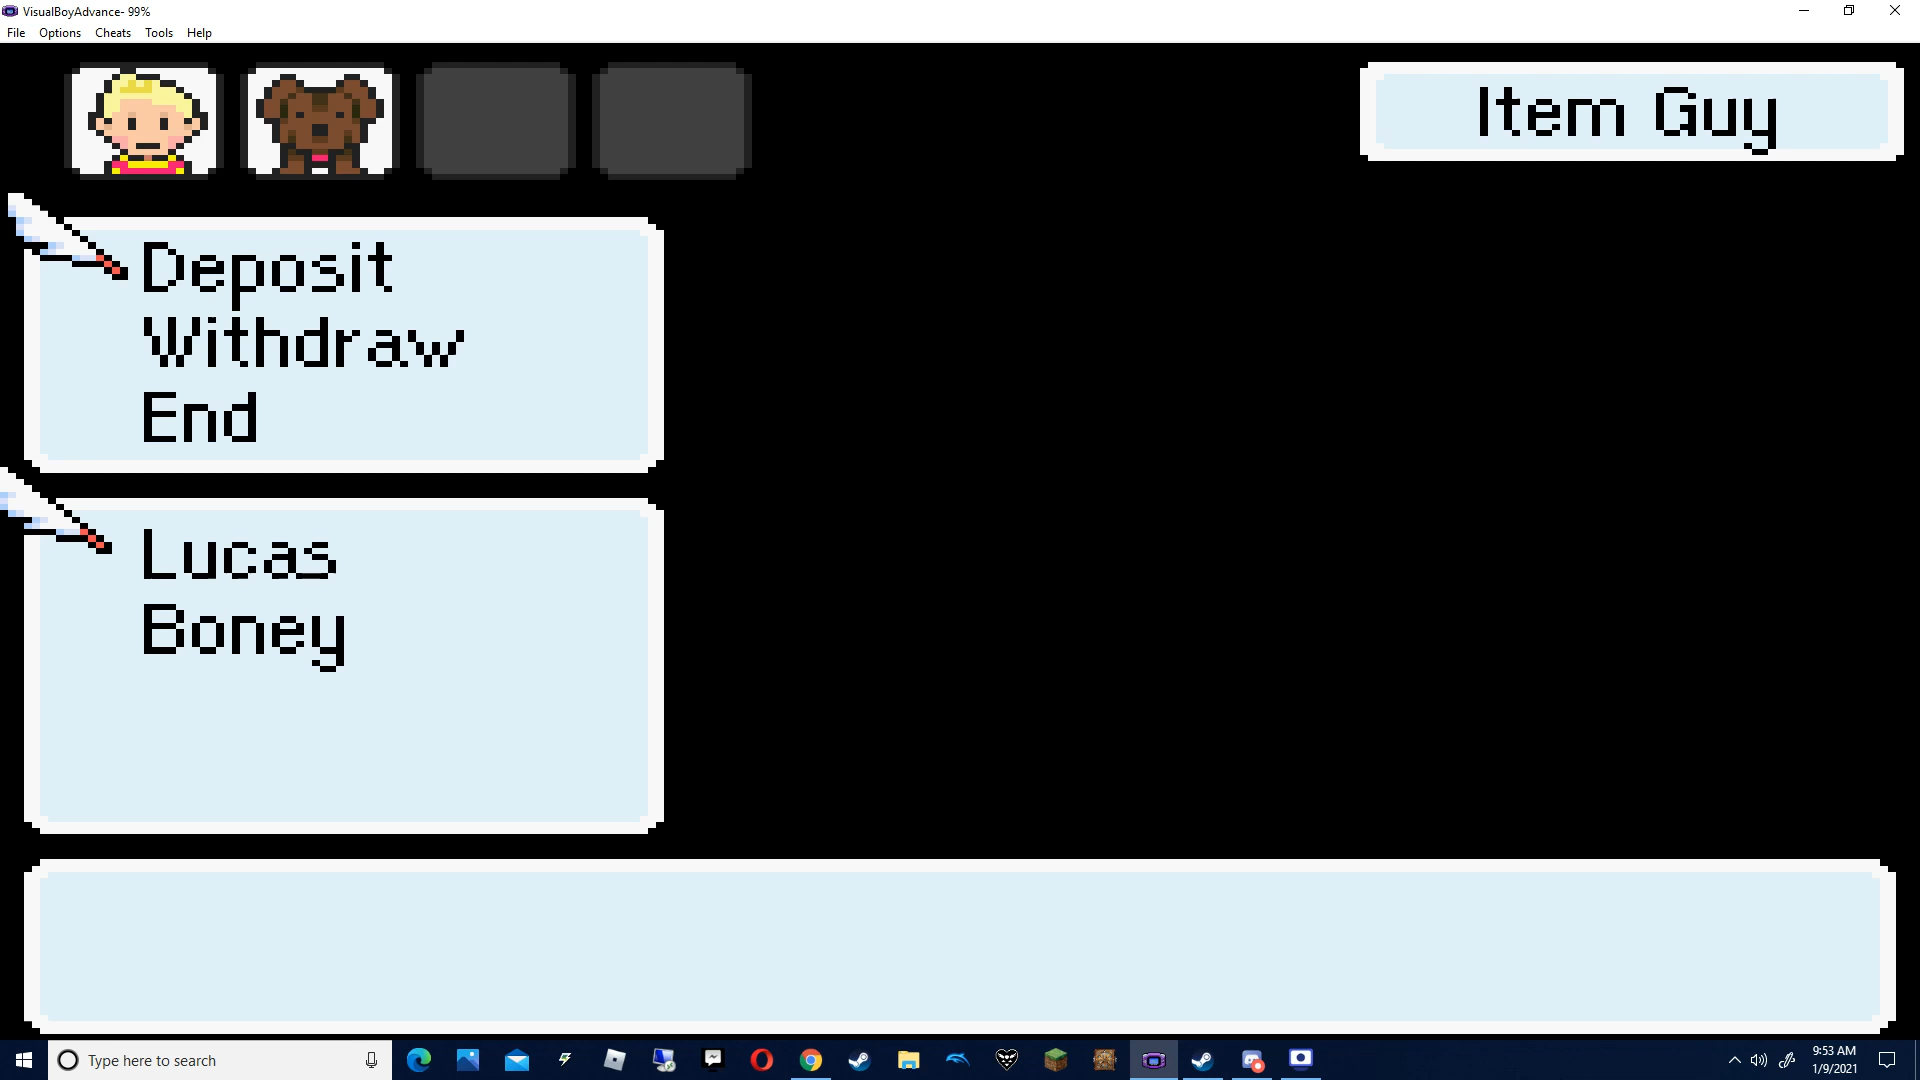 VisualBoyAdvance- 99%
File Options Cheats Tools Help
Item Guy
Deposit
Withdraw
End
Lucas
Boney
Type here to search
9:53 AM
1/9/2021